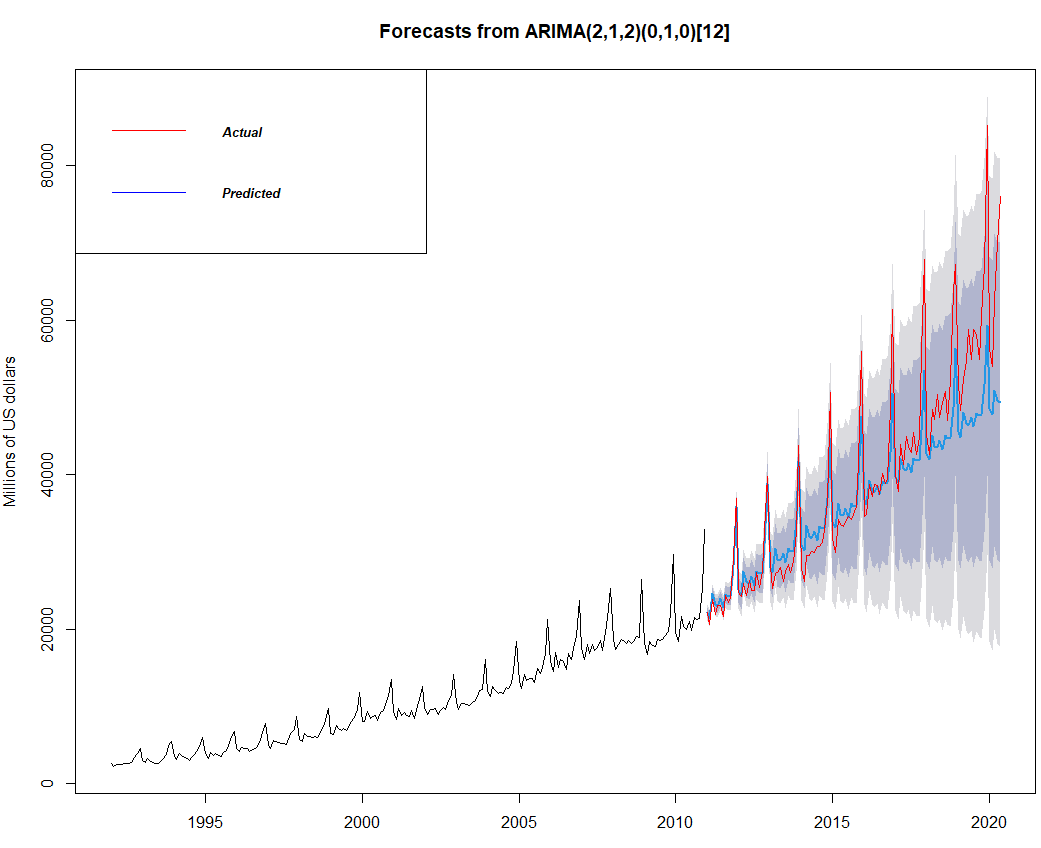 Forecasts from ARIMA(2,1,2)(0,1,0)[12]
Actual
Predicted
Millions of US dollars
80000
60000
40000
20000
0
1995 2000 2005 2010 2015 2020